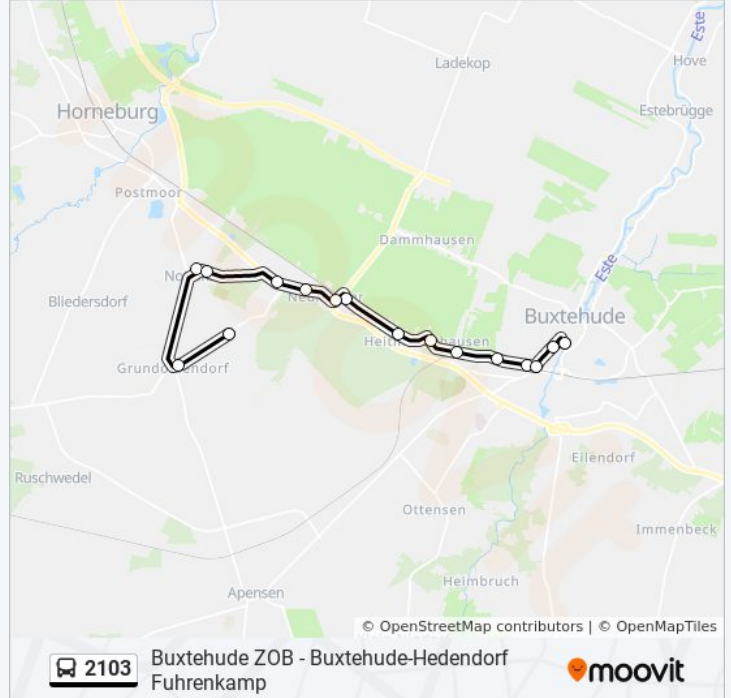 Este
Hove
Ladekop
Horneburg
Estebrügge
Postmoor
Dammhausen
Este
Bliedersdorf
Buxtehude
Ruschwedel
Eilendorf
Ottensen
Immenbeck
Heimbruch
Apensen
© OpenStreetMap contributors | © OpenMapTiles
2103
Buxtehude ZOB - Buxtehude-Hedendorf
Fuhrenkamp
moovit